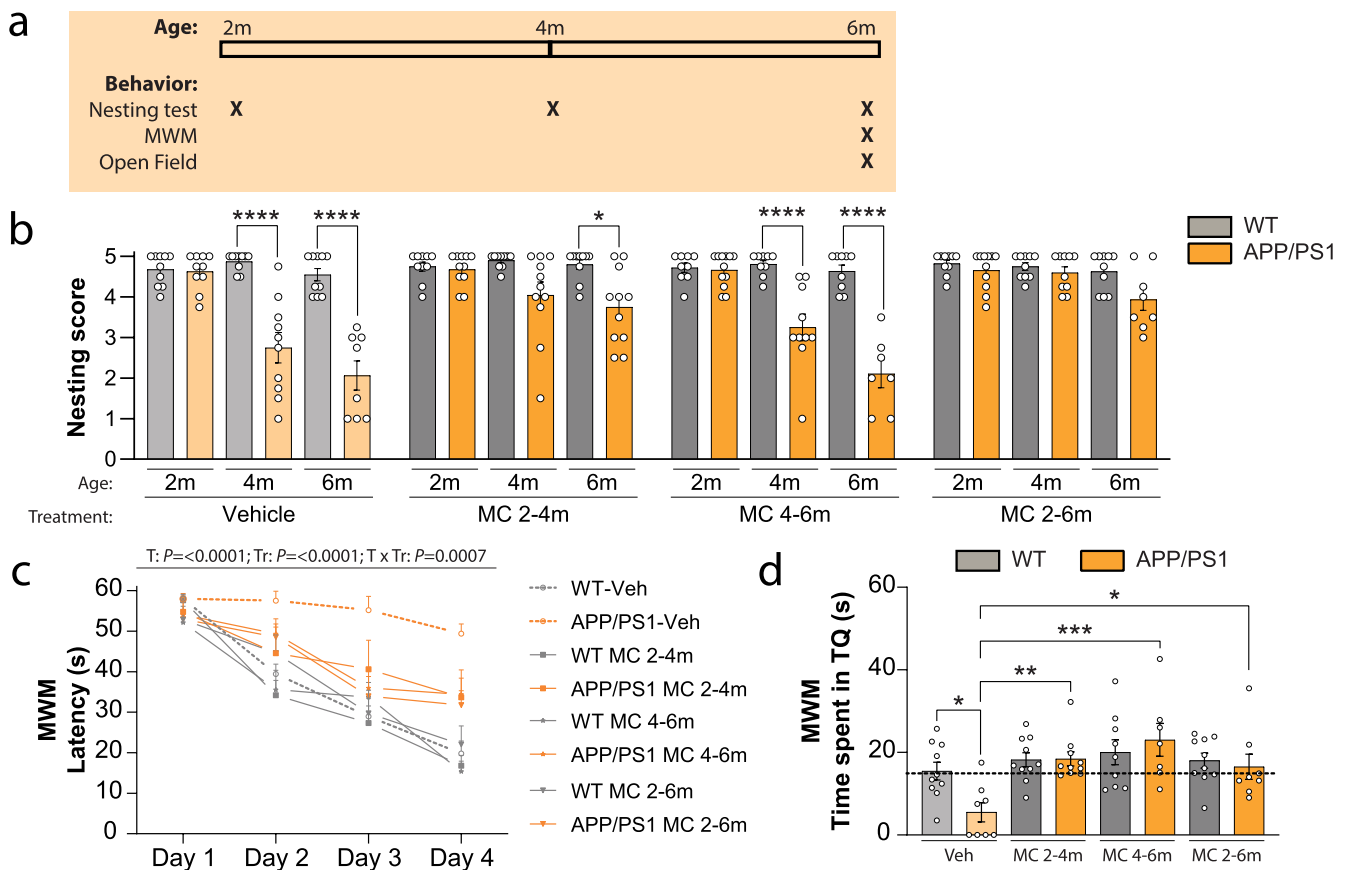 a
Age: 2m 4m 6m
Behavior:
Nesting test X X X
MWM X
Open Field X
b
**** **** * **** ****
WT
APP/PS1
Nesting score
5
4
3
2
1
0
Age: 2m 4m 6m 2m 4m 6m 2m 4m 6m 2m 4m 6m
Treatment: Vehicle MC 2-4m MC 4-6m MC 2-6m
c
T: P=<0.0001; Tr: P=<0.0001; T x Tr: P=0.0007
MWM
Latency (s)
60
50
40
30
20
10
0
Day 1 Day 2 Day 3 Day 4
WT-Veh
APP/PS1-Veh
WT MC 2-4m
APP/PS1 MC 2-4m
WT MC 4-6m
APP/PS1 MC 4-6m
WT MC 2-6m
APP/PS1 MC 2-6m
d
WT APP/PS1
MWM
Time spent in TQ (s)
60
40
20
0
*
***
**
*
Veh MC 2-4m MC 4-6m MC 2-6m